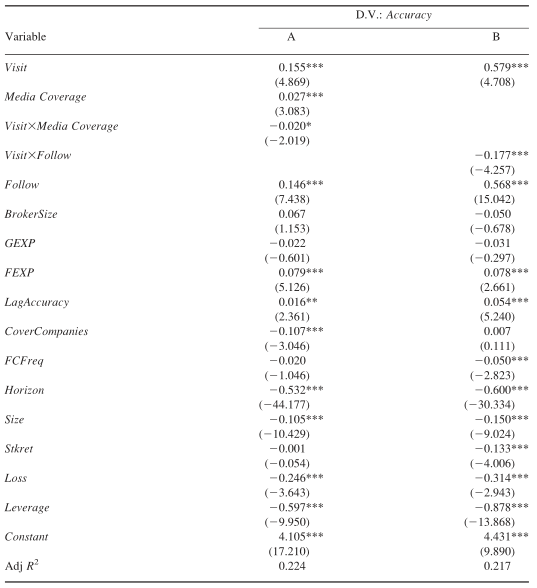 D.V.: Accuracy
Variable A B
Visit 0.155*** 0.579***
(4.869) (4.708)
Media Coverage 0.027***
(3.083)
Visit×Media Coverage −0.020*
(−2.019)
Visit×Follow −0.177***
(−4.257)
Follow 0.146*** 0.568***
(7.438) (15.042)
BrokerSize 0.067 −0.050
(1.153) (−0.678)
GEXP −0.022 −0.031
(−0.601) (−0.297)
FEXP 0.079*** 0.078***
(5.126) (2.661)
LagAccuracy 0.016** 0.054***
(2.361) (5.240)
CoverCompanies −0.107*** 0.007
(−3.046) (0.111)
FCFreq −0.020 −0.050***
(−1.046) (−2.823)
Horizon −0.532*** −0.600***
(−44.177) (−30.334)
Size −0.105*** −0.150***
(−10.429) (−9.024)
Stkret −0.001 −0.133***
(−0.054) (−4.006)
Loss −0.246*** −0.314***
(−3.643) (−2.943)
Leverage −0.597*** −0.878***
(−9.950) (−13.868)
Constant 4.105*** 4.431***
(17.210) (9.890)
Adj R² 0.224 0.217